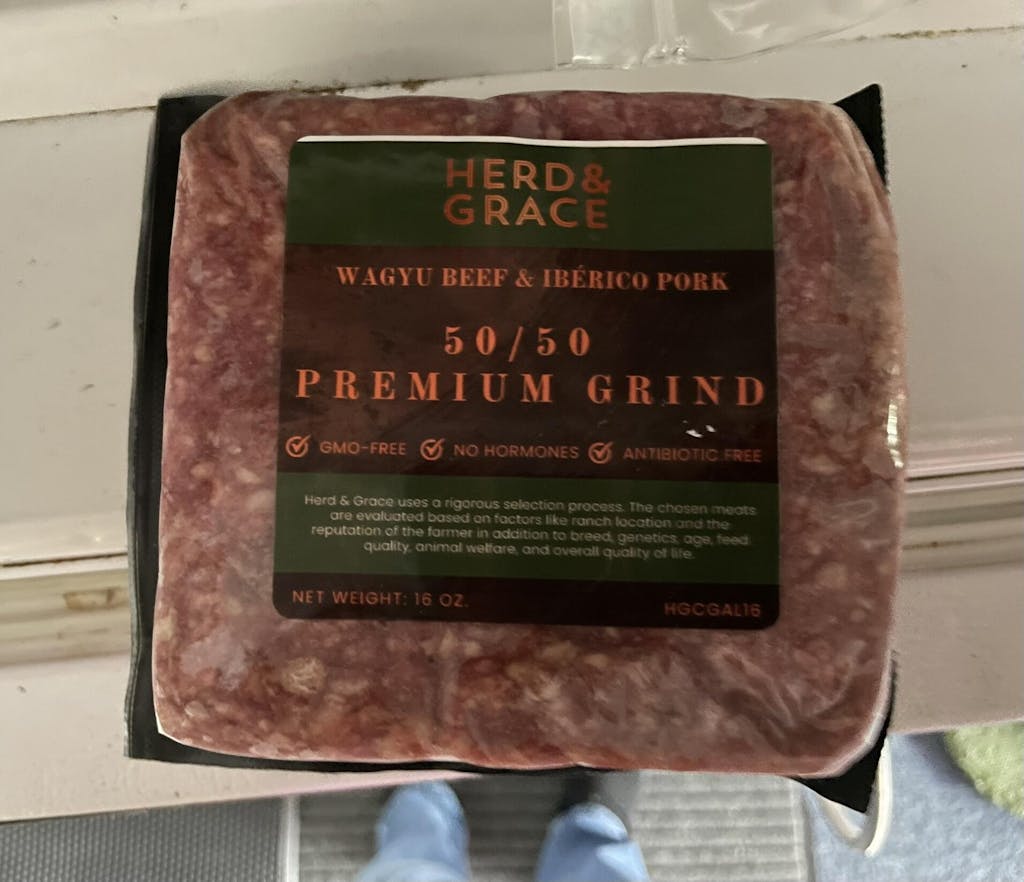 HERD&
GRACE
WAGYU BEEF & IBÉRICO PORK
50/50
PREMIUM GRIND
GMO-FREE NO HORMONES ANTIBIOTIC FREE
Herd & Grace uses a rigorous selection process. The chosen meats
are evaluated based on factors like ranch location and the
reputation of the farmer in addition to breed, genetics, age, feed
quality, animal welfare, and overall quality of life.
NET WEIGHT: 16 OZ. HGCGAL16